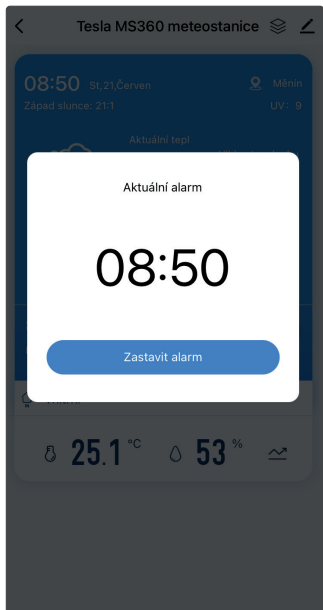 Tesla MS360 meteostanice
08:50 St,21,Červen
Měnín
Západ slunce: 21:1
UV: 9
Aktuální tepl
Aktuální alarm
08:50
Zastavit alarm
25.1 °C
53 %